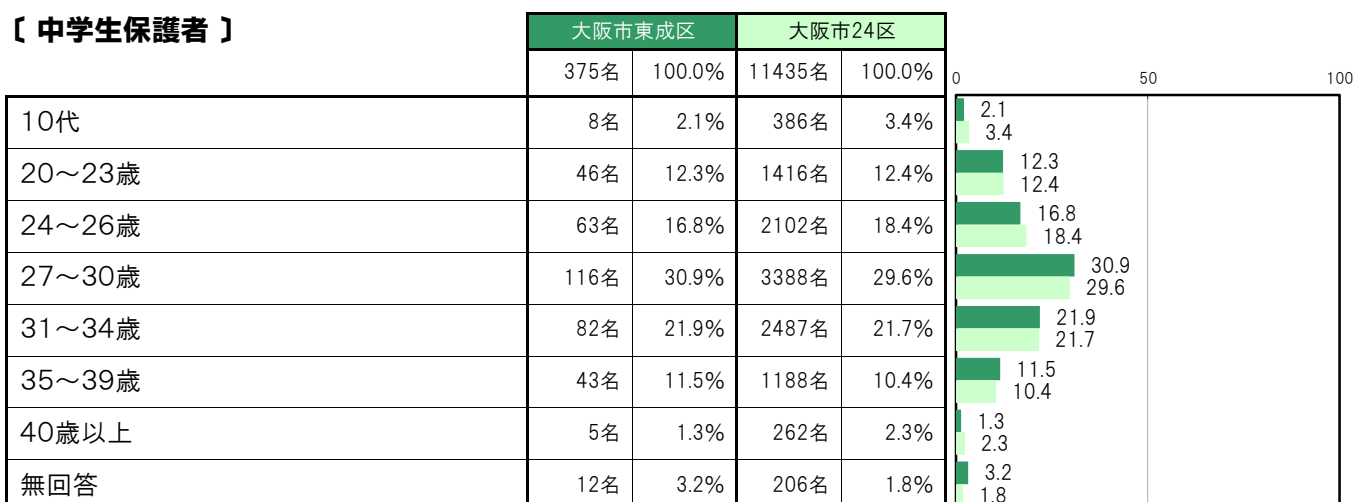 〔 中学生保護者 〕
大阪市東成区 大阪市24区
375名 100.0% 11435名 100.0%
0 50 100
10代 8名 2.1% 386名 3.4% 2.1
3.4
20～23歳 46名 12.3% 1416名 12.4% 12.3
12.4
24～26歳 63名 16.8% 2102名 18.4% 16.8
18.4
27～30歳 116名 30.9% 3388名 29.6% 30.9
29.6
31～34歳 82名 21.9% 2487名 21.7% 21.9
21.7
35～39歳 43名 11.5% 1188名 10.4% 11.5
10.4
40歳以上 5名 1.3% 262名 2.3% 1.3
2.3
無回答 12名 3.2% 206名 1.8% 3.2
1.8